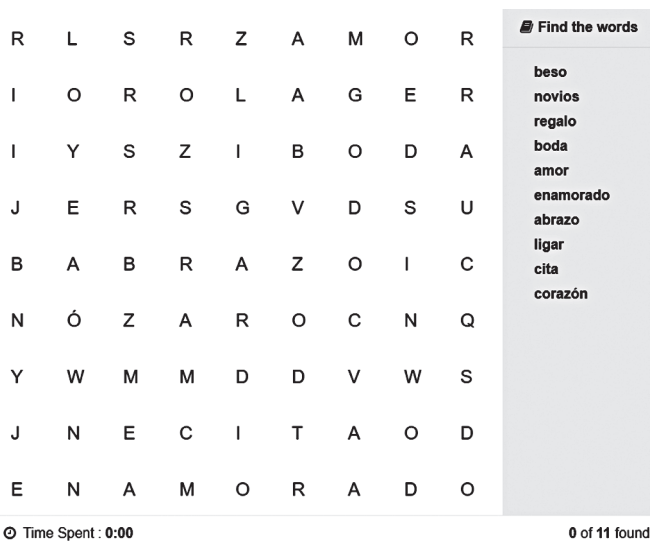 R L S R Z A M O R
I O R O L A G E R
I Y S Z I B O D A
J E R S G V D S U
B A B R A Z O I C
N Ó Z A R O C N Q
Y W M M D D V W S
J N E C I T A O D
E N A M O R A D O
Find the words
beso
novios
regalo
boda
amor
enamorado
abrazo
ligar
cita
corazón
Time Spent : 0:00
0 of 11 found